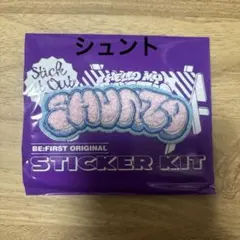 シュント
Stick
Out
HELLO MY
SHUNTO
BE:FIRST ORIGINAL
STICKER KIT